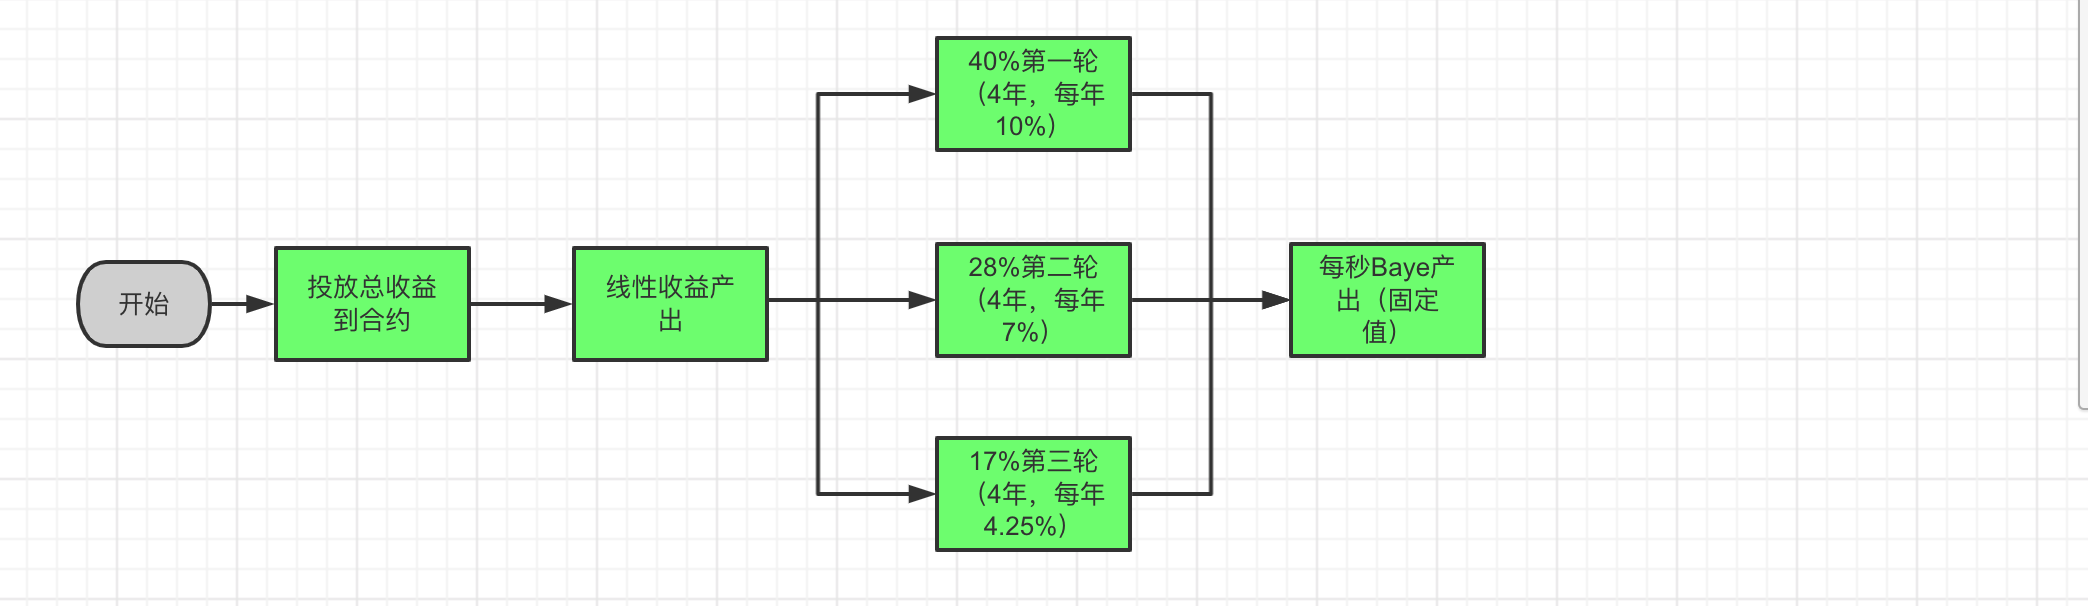 开始
投放总收益
到合约
线性收益产
出
40%第一轮
（4年，每年
10%）
28%第二轮
（4年，每年
7%）
17%第三轮
（4年，每年
4.25%）
每秒Baye产
出（固定
值）